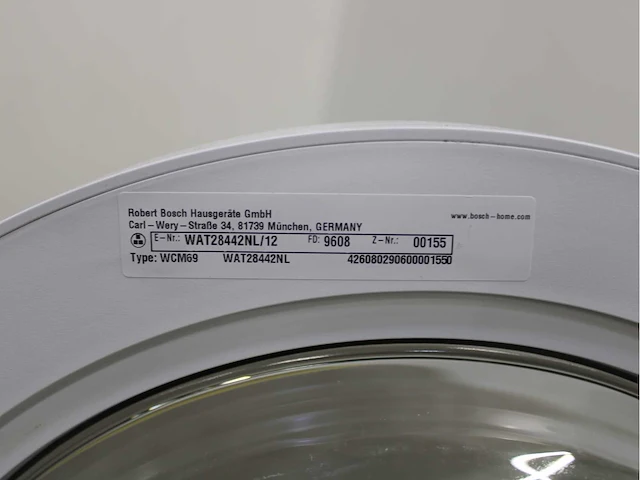 Robert Bosch Hausgeräte GmbH
www.bosch-home.com
Carl-Wery-Straße 34, 81739 München, GERMANY
E-Nr.: WAT28442NL/12 FD: 9608 Z-Nr.: 00155
Type: WCM69 WAT28442NL 426080290600001550